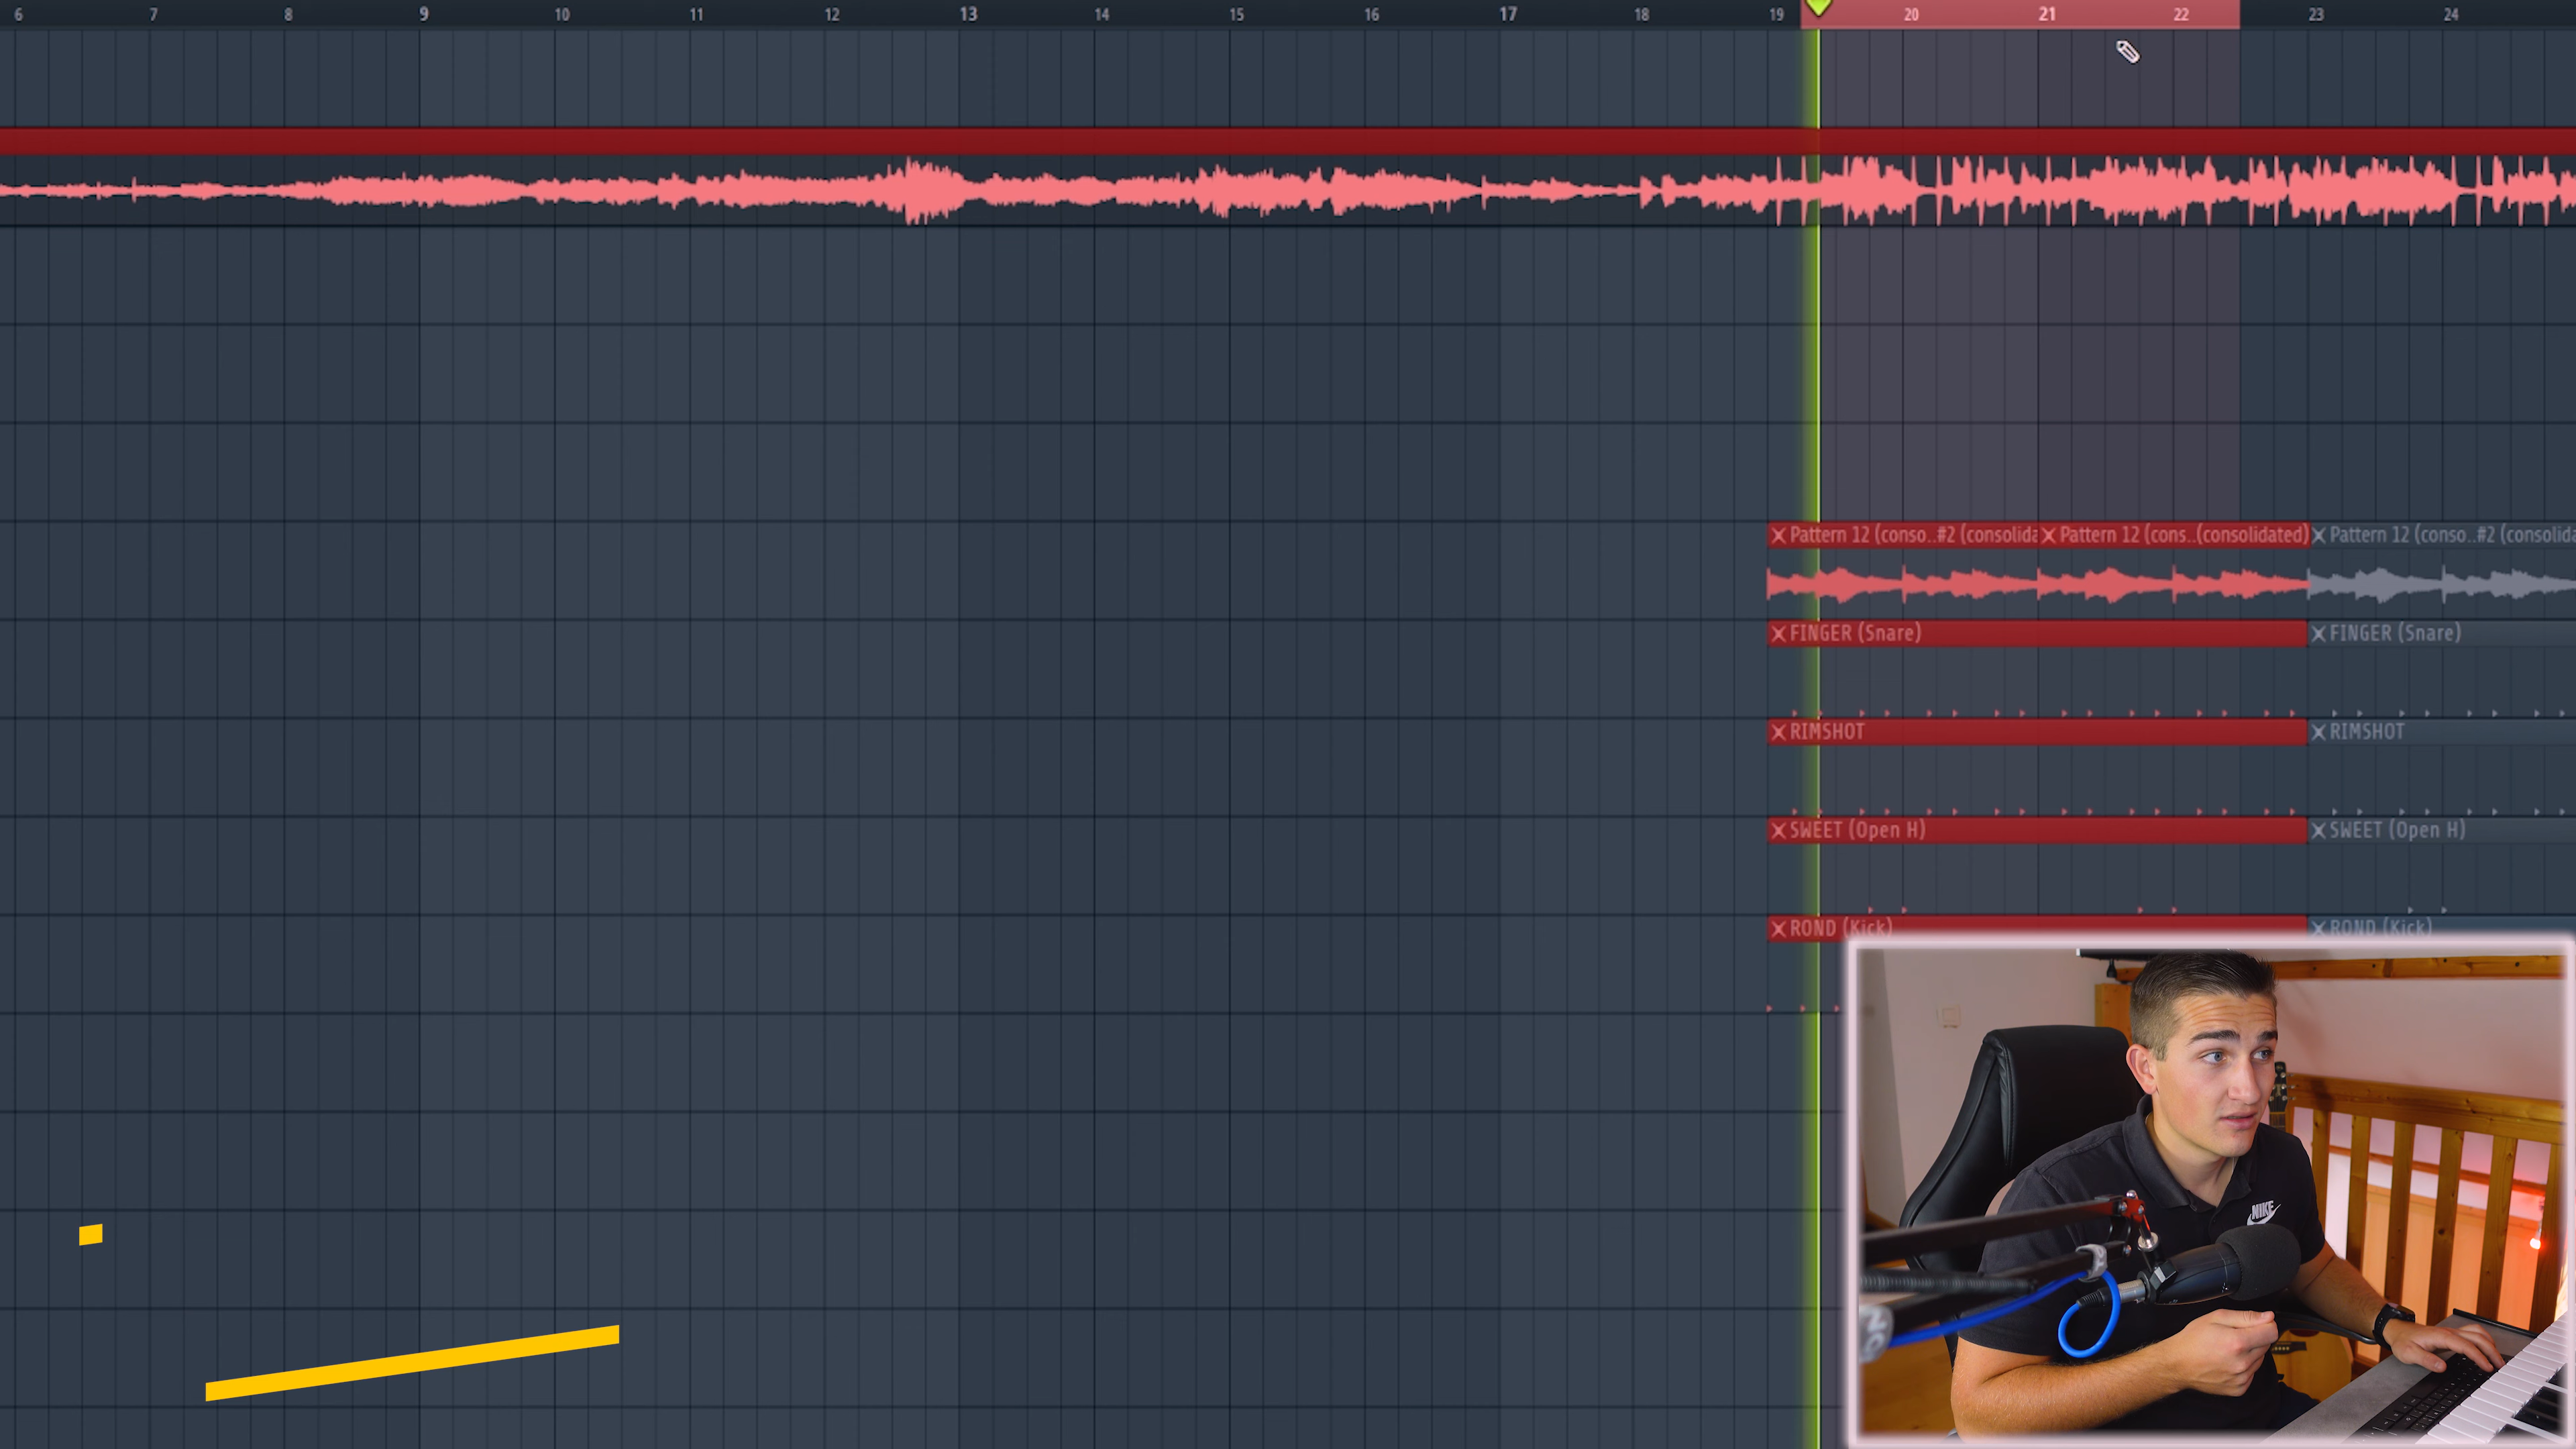 6 7 8 9 10 11 12 13 14 15 16 17 18 19 20 21 22 23 24
Pattern 12 (conso..#2 (consolida Pattern 12 (cons..(consolidated) Pattern 12 (conso..#2 (consolida
FINGER (Snare) FINGER (Snare)
RIMSHOT RIMSHOT
SWEET (Open H) SWEET (Open H)
ROND (Kick) ROND (Kick)
NIKE